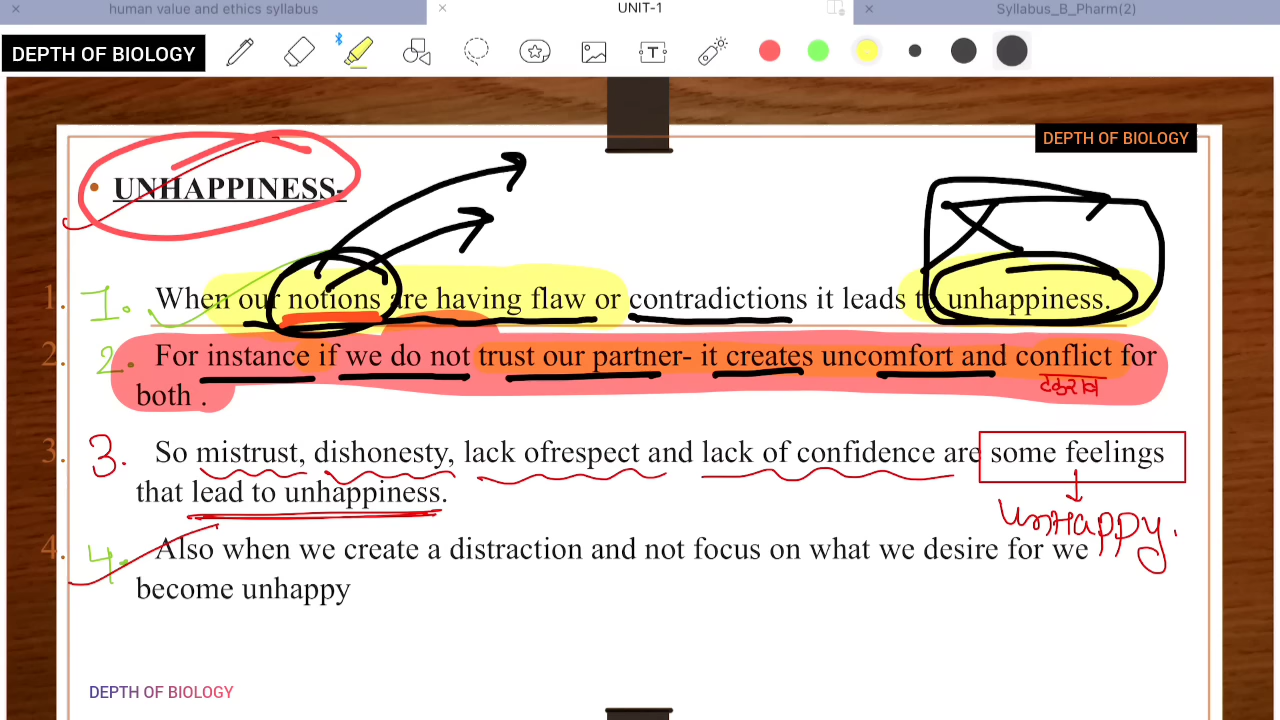 human value and ethics syllabus
UNIT-1
Syllabus_B_Pharm(2)
DEPTH OF BIOLOGY
T
DEPTH OF BIOLOGY
• UNHAPPINESS-
1. 1. When our notions are having flaw or contradictions it leads to unhappiness.
2. 2. For instance if we do not trust our partner- it creates uncomfort and conflict for
both .
टकराव
3. 3. So mistrust, dishonesty, lack ofrespect and lack of confidence are some feelings
that lead to unhappiness.
UNHAPPY.
4. 4. Also when we create a distraction and not focus on what we desire for we
become unhappy
DEPTH OF BIOLOGY